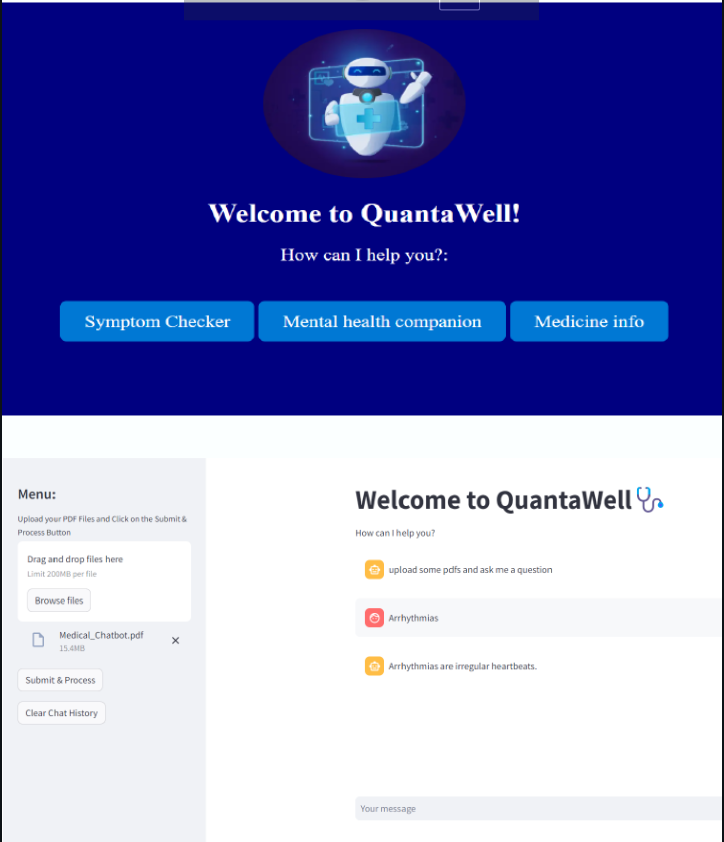 Welcome to QuantaWell!
How can I help you?:
Symptom Checker
Mental health companion
Medicine info
Menu:
Upload your PDF Files and Click on the Submit &
Process Button
Drag and drop files here
Limit 200MB per file
Browse files
Medical_Chatbot.pdf
15.4MB
Submit & Process
Clear Chat History
Welcome to QuantaWell
How can I help you?
upload some pdfs and ask me a question
Arrhythmias
Arrhythmias are irregular heartbeats.
Your message